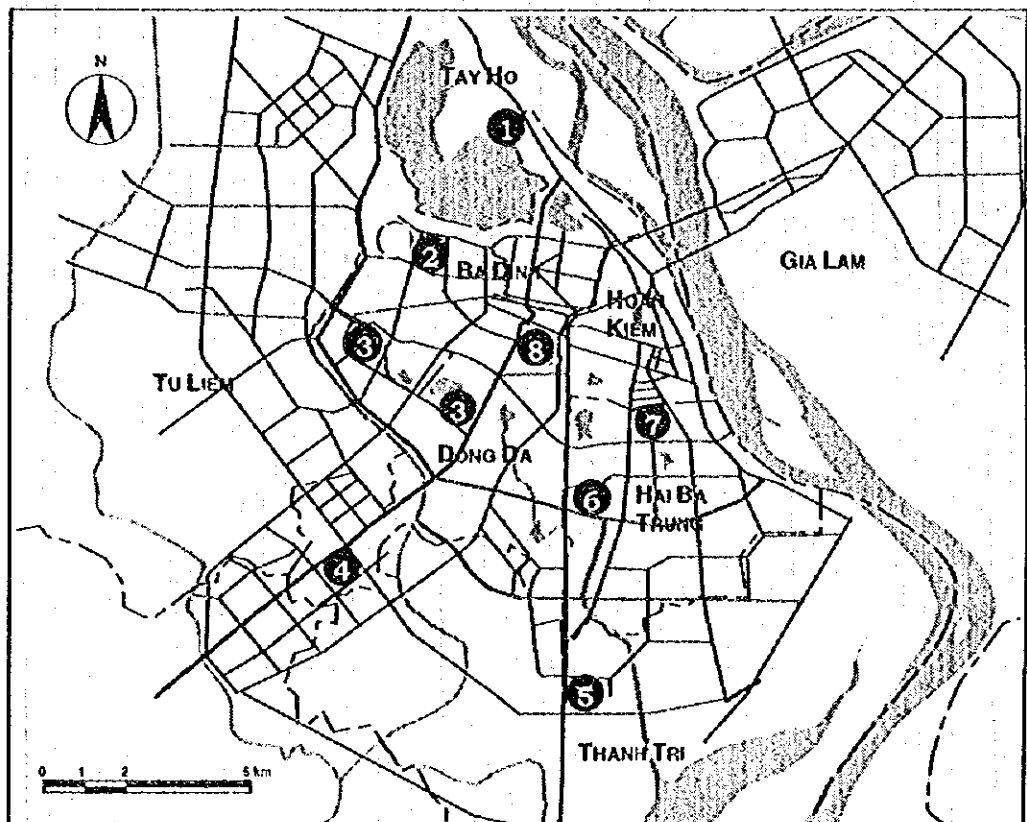 N
TAY HO
1
2
BA DINH
GIA LAM
HOAN
KIEM
3
8
TU LIEM
3
7
DONG DA
6
HAI BA
TRUNG
4
5
THANH TRI
0 1 2 5 km